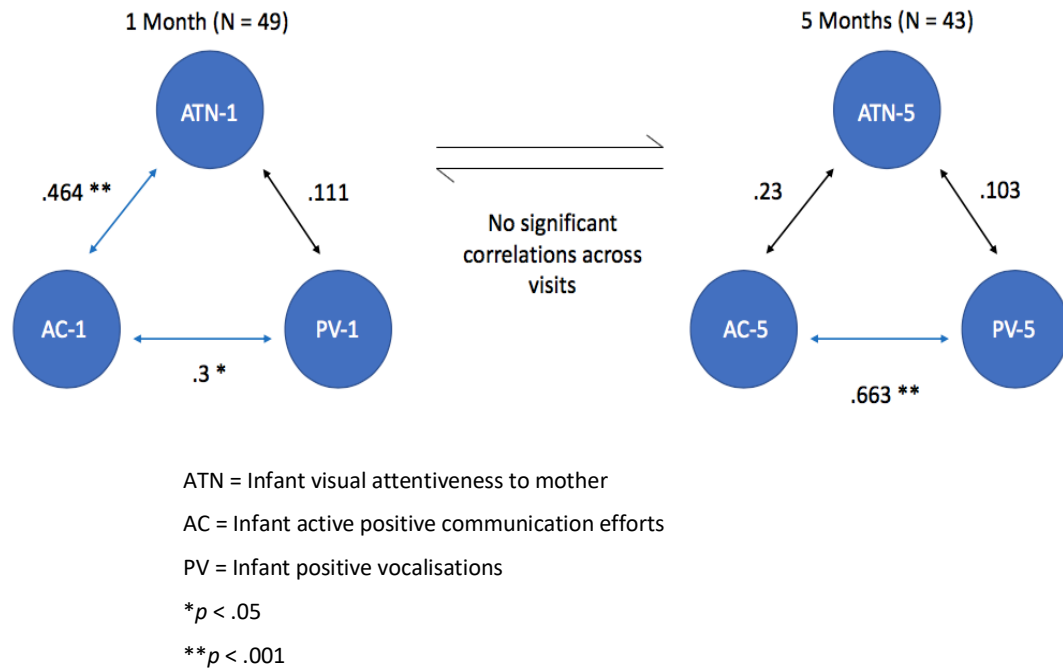 1 Month (N = 49)
5 Months (N = 43)
ATN-1
ATN-5
.464 **
.111
.23
.103
No significant
correlations across
visits
AC-1
PV-1
AC-5
PV-5
.3 *
.663 **
ATN = Infant visual attentiveness to mother
AC = Infant active positive communication efforts
PV = Infant positive vocalisations
*p < .05
**p < .001